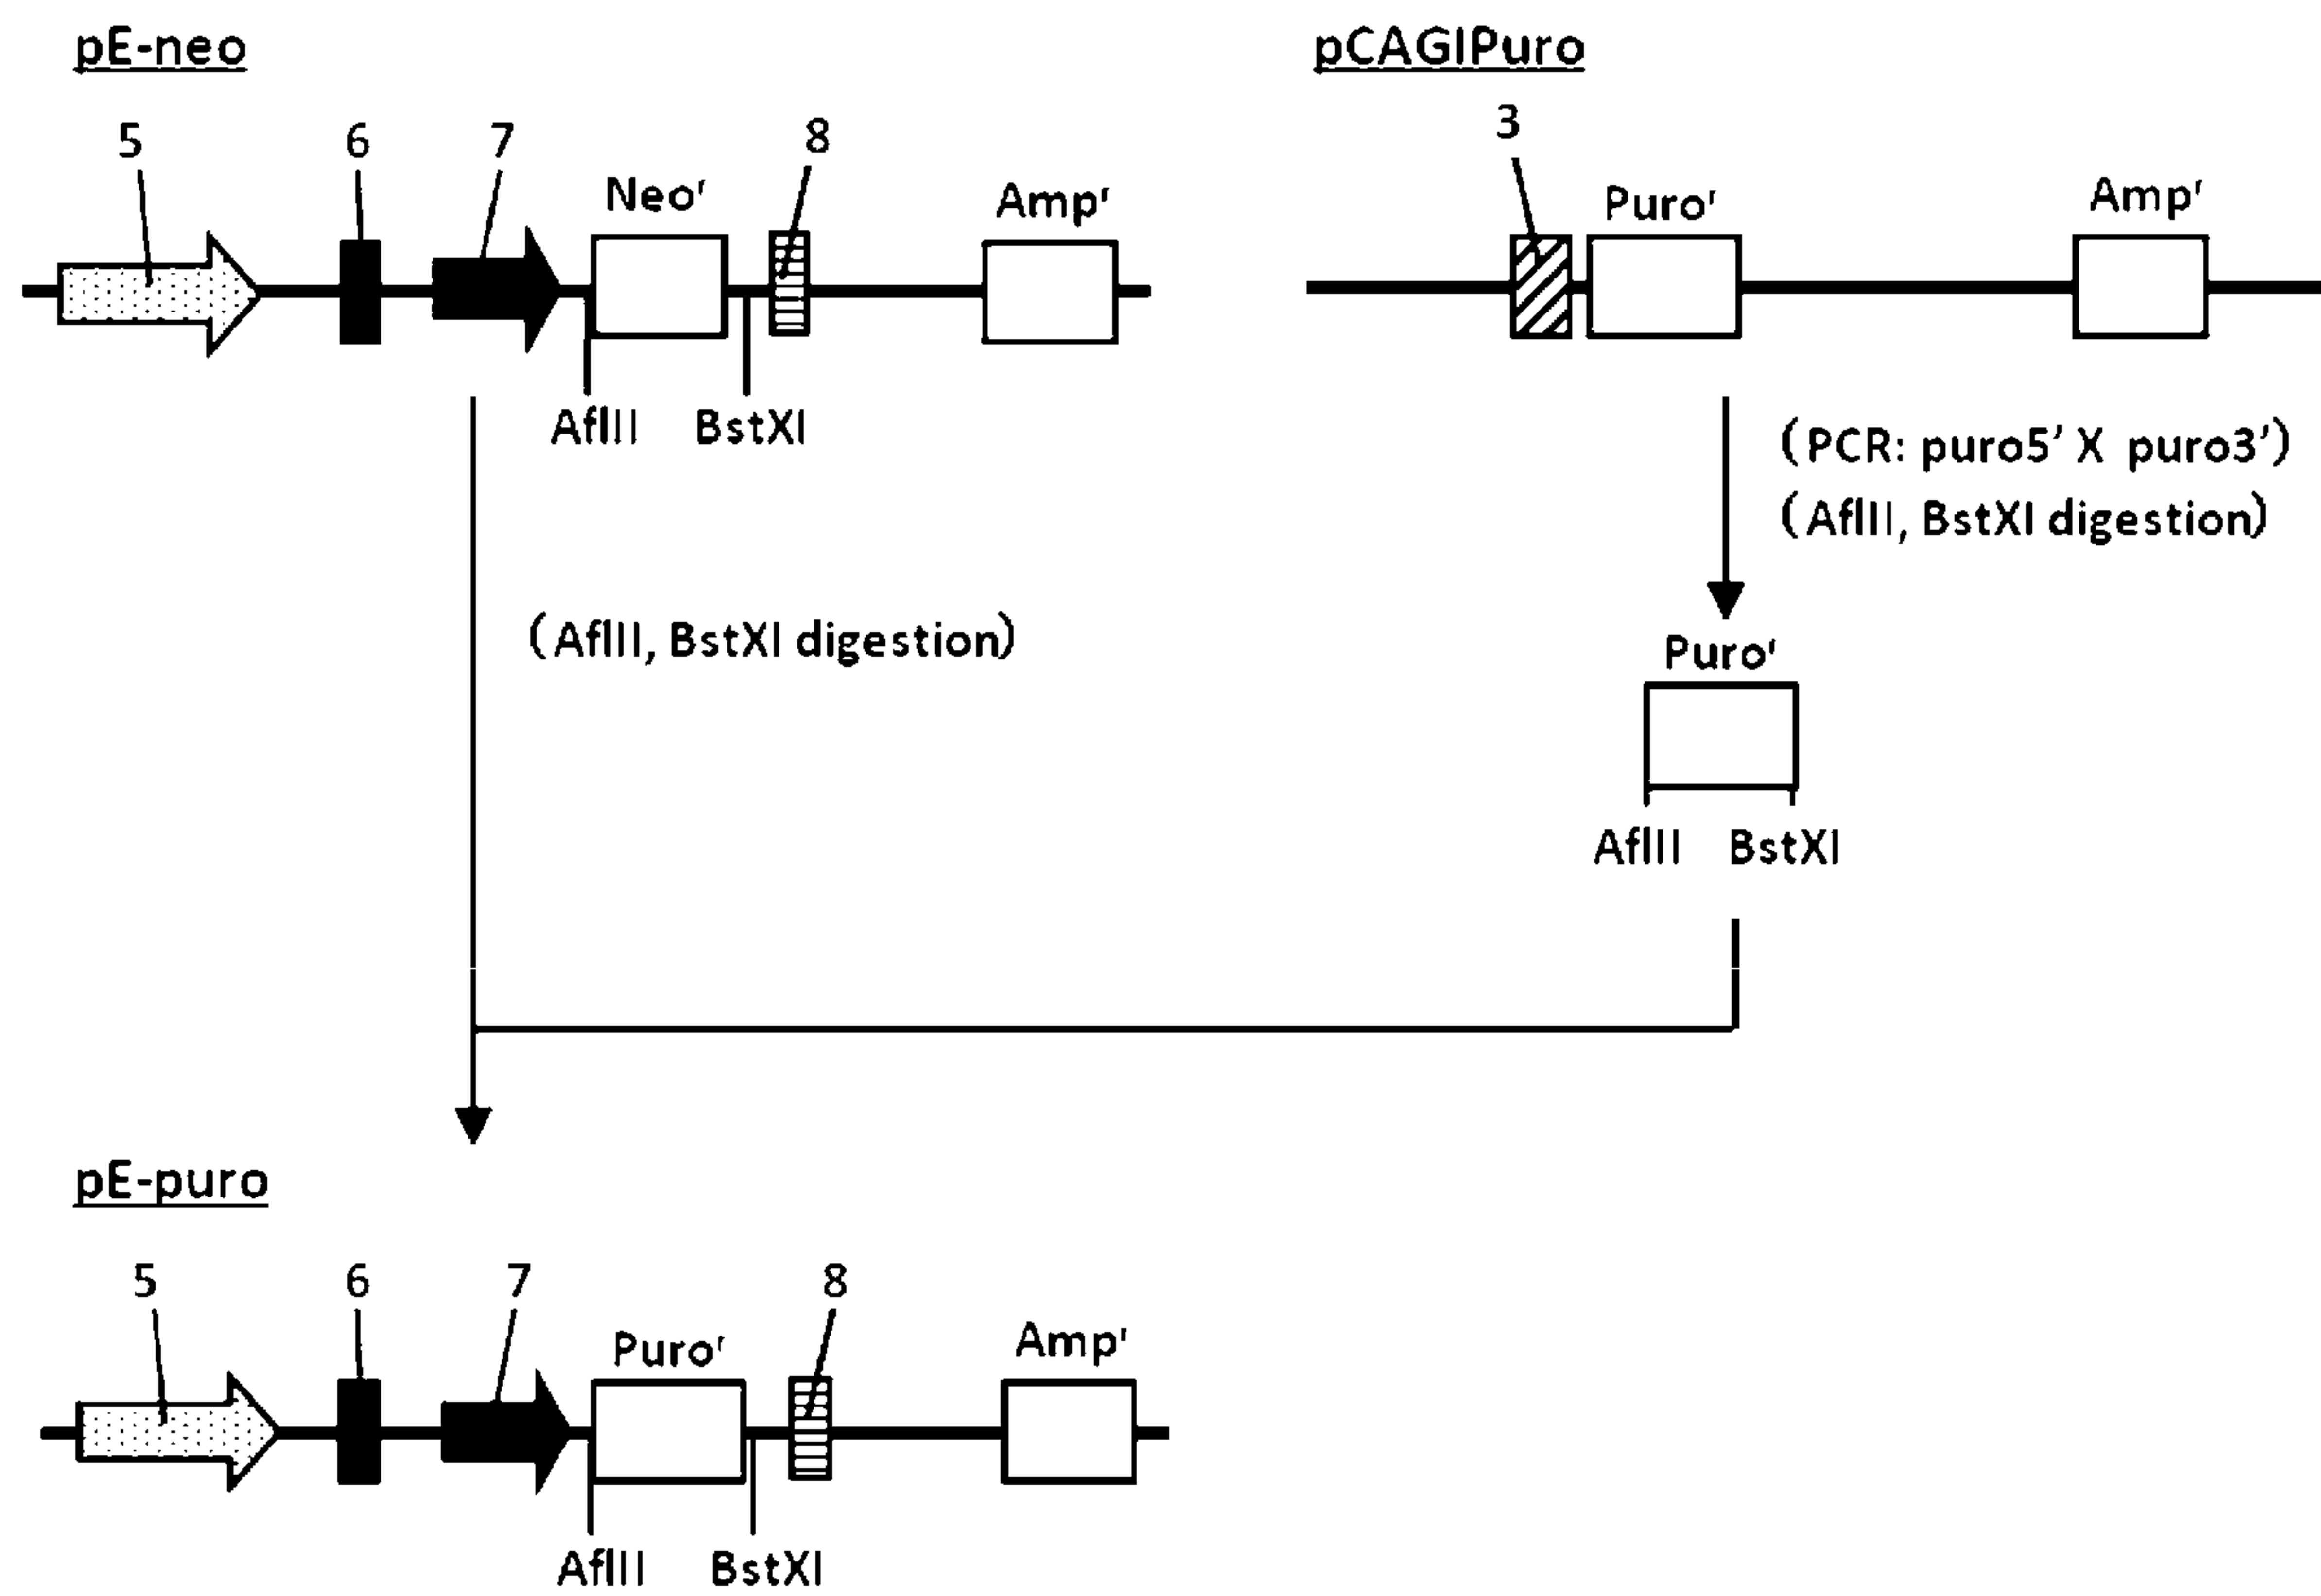 pE-neo
pCAGIPuro
5 6 7 8
3
Neoʳ
Ampʳ
Puroʳ
Ampʳ
AflII BstXI
(PCR: puro5' X puro3')
(AflII, BstXI digestion)
(AflII, BstXI digestion)
Puroʳ
AflII BstXI
pE-puro
5 6 7 8
Puroʳ
Ampʳ
AflII BstXI